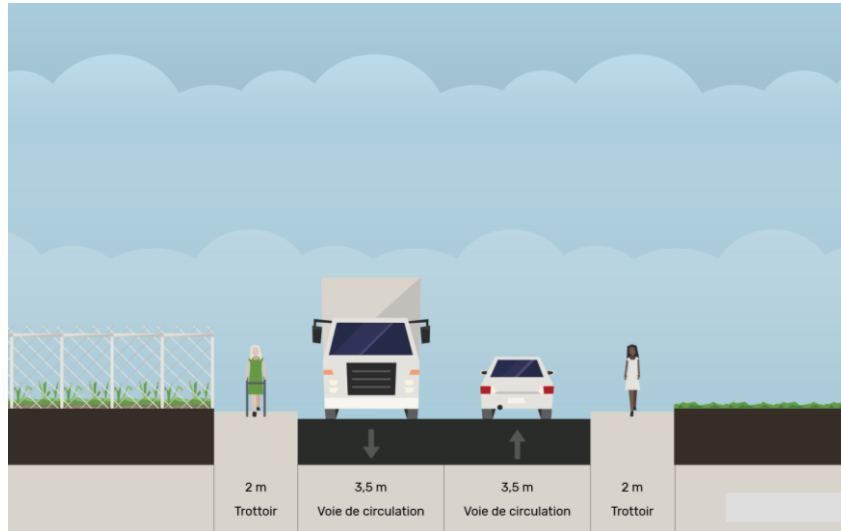 2 m
Trottoir
3,5 m
Voie de circulation
3,5 m
Voie de circulation
2 m
Trottoir